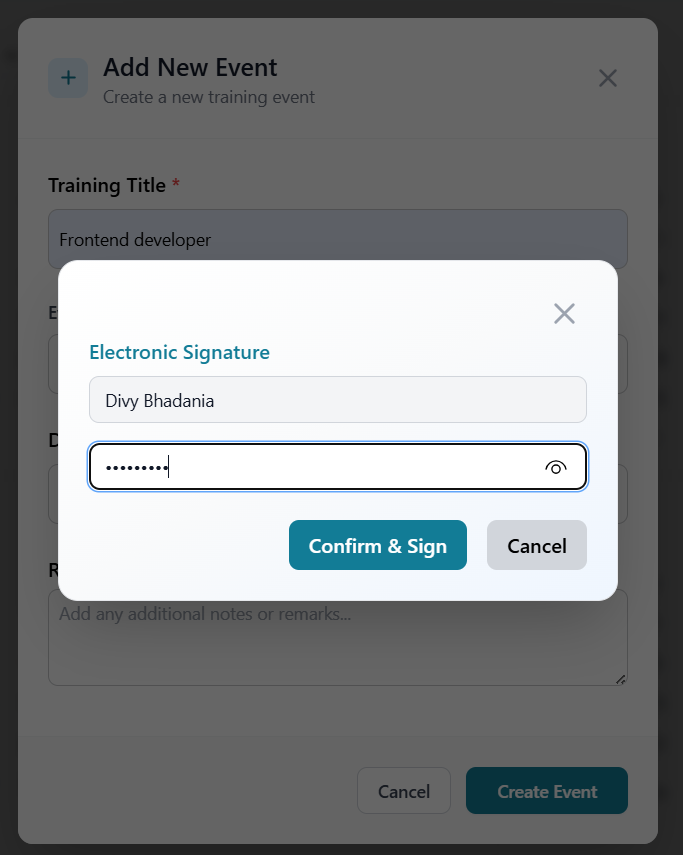 Add New Event
Create a new training event
Training Title *
Frontend developer
Electronic Signature
Divy Bhadania
•••••••••
Confirm & Sign
Cancel
Add any additional notes or remarks...
Cancel
Create Event